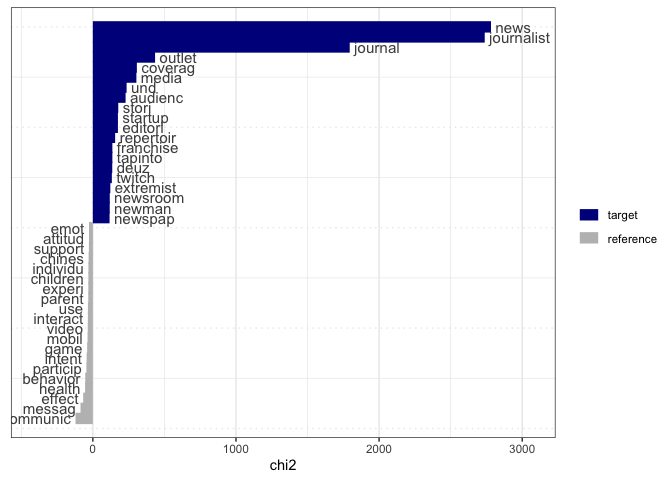 news
journalist
journal
outlet
coverag
media
und
audienc
stori
startup
editori
repertoir
franchise
tapinto
deuz
twitch
extremist
newsroom
newman
newspap
emot
attitud
support
chines
individu
children
experi
parent
use
interact
video
mobil
game
intent
particip
behavior
health
effect
messag
ommunic
target
reference
0 1000 2000 3000
chi2